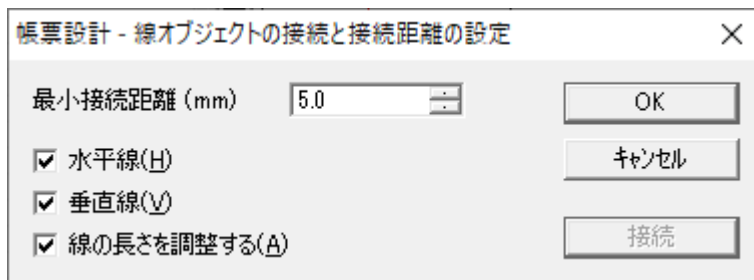 帳票設計 - 線オブジェクトの接続と接続距離の設定
最小接続距離 (mm) 5.0
OK
水平線(H)
キャンセル
垂直線(V)
線の長さを調整する(A)
接続